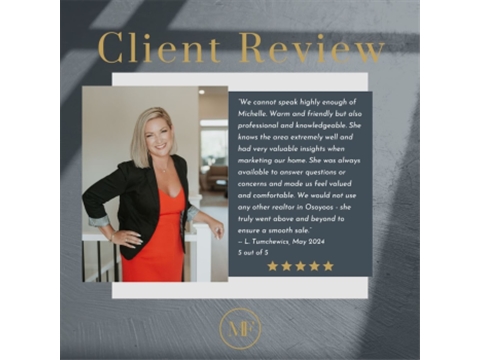 Client Review
"We cannot speak highly enough of
Michelle. Warm and friendly but also
professional and knowledgeable. She
knows the area extremely well and
had very valuable insights when
marketing our home. She was always
available to answer questions or
concerns and made us feel valued
and comfortable. We would not use
any other realtor in Osoyoos - she
truly went above and beyond to
ensure a smooth sale."
– L. Tumchewics, May 2024
5 out of 5
MF